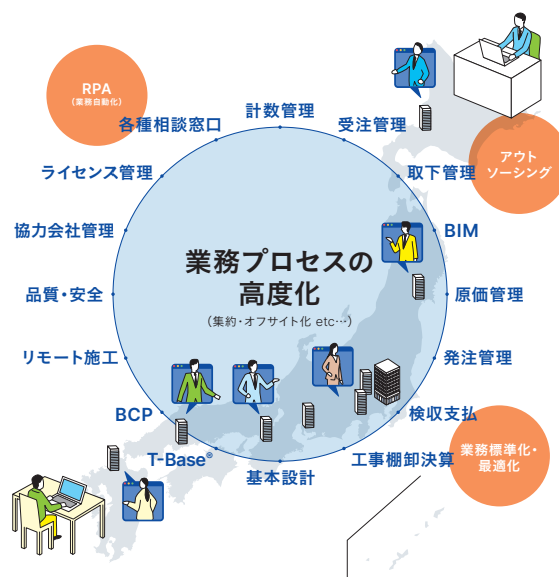 RPA
(業務自動化)
計数管理
各種相談窓口
受注管理
ライセンス管理
取下管理
アウト
ソーシング
協力会社管理
BIM
業務プロセスの
高度化
(集約・オフサイト化 etc…)
品質・安全
原価管理
リモート施工
発注管理
BCP
検収支払
T-Base®
基本設計
工事棚卸決算
業務標準化・
最適化